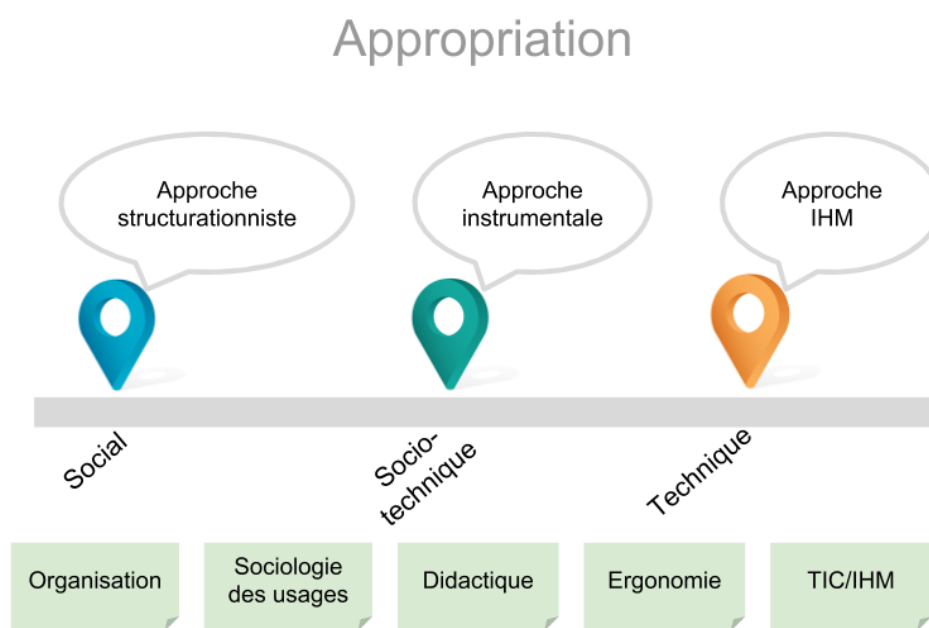 Appropriation
Approche
structurationniste
Approche
instrumentale
Approche
IHM
Social
Socio-
technique
Technique
Organisation
Sociologie
des usages
Didactique
Ergonomie
TIC/IHM